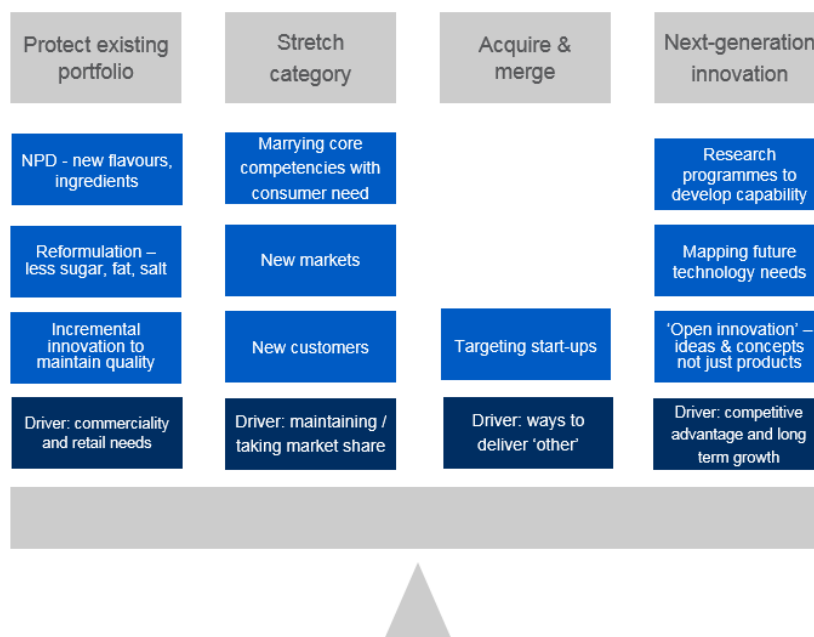 Protect existing
portfolio
Stretch
category
Acquire &
merge
Next-generation
innovation
NPD - new flavours,
ingredients
Marrying core
competencies with
consumer need
Research
programmes to
develop capability
Reformulation –
less sugar, fat, salt
New markets
Mapping future
technology needs
Incremental
innovation to
maintain quality
New customers
Targeting start-ups
‘Open innovation’ –
ideas & concepts
not just products
Driver: commerciality
and retail needs
Driver: maintaining /
taking market share
Driver: ways to
deliver ‘other’
Driver: competitive
advantage and long
term growth